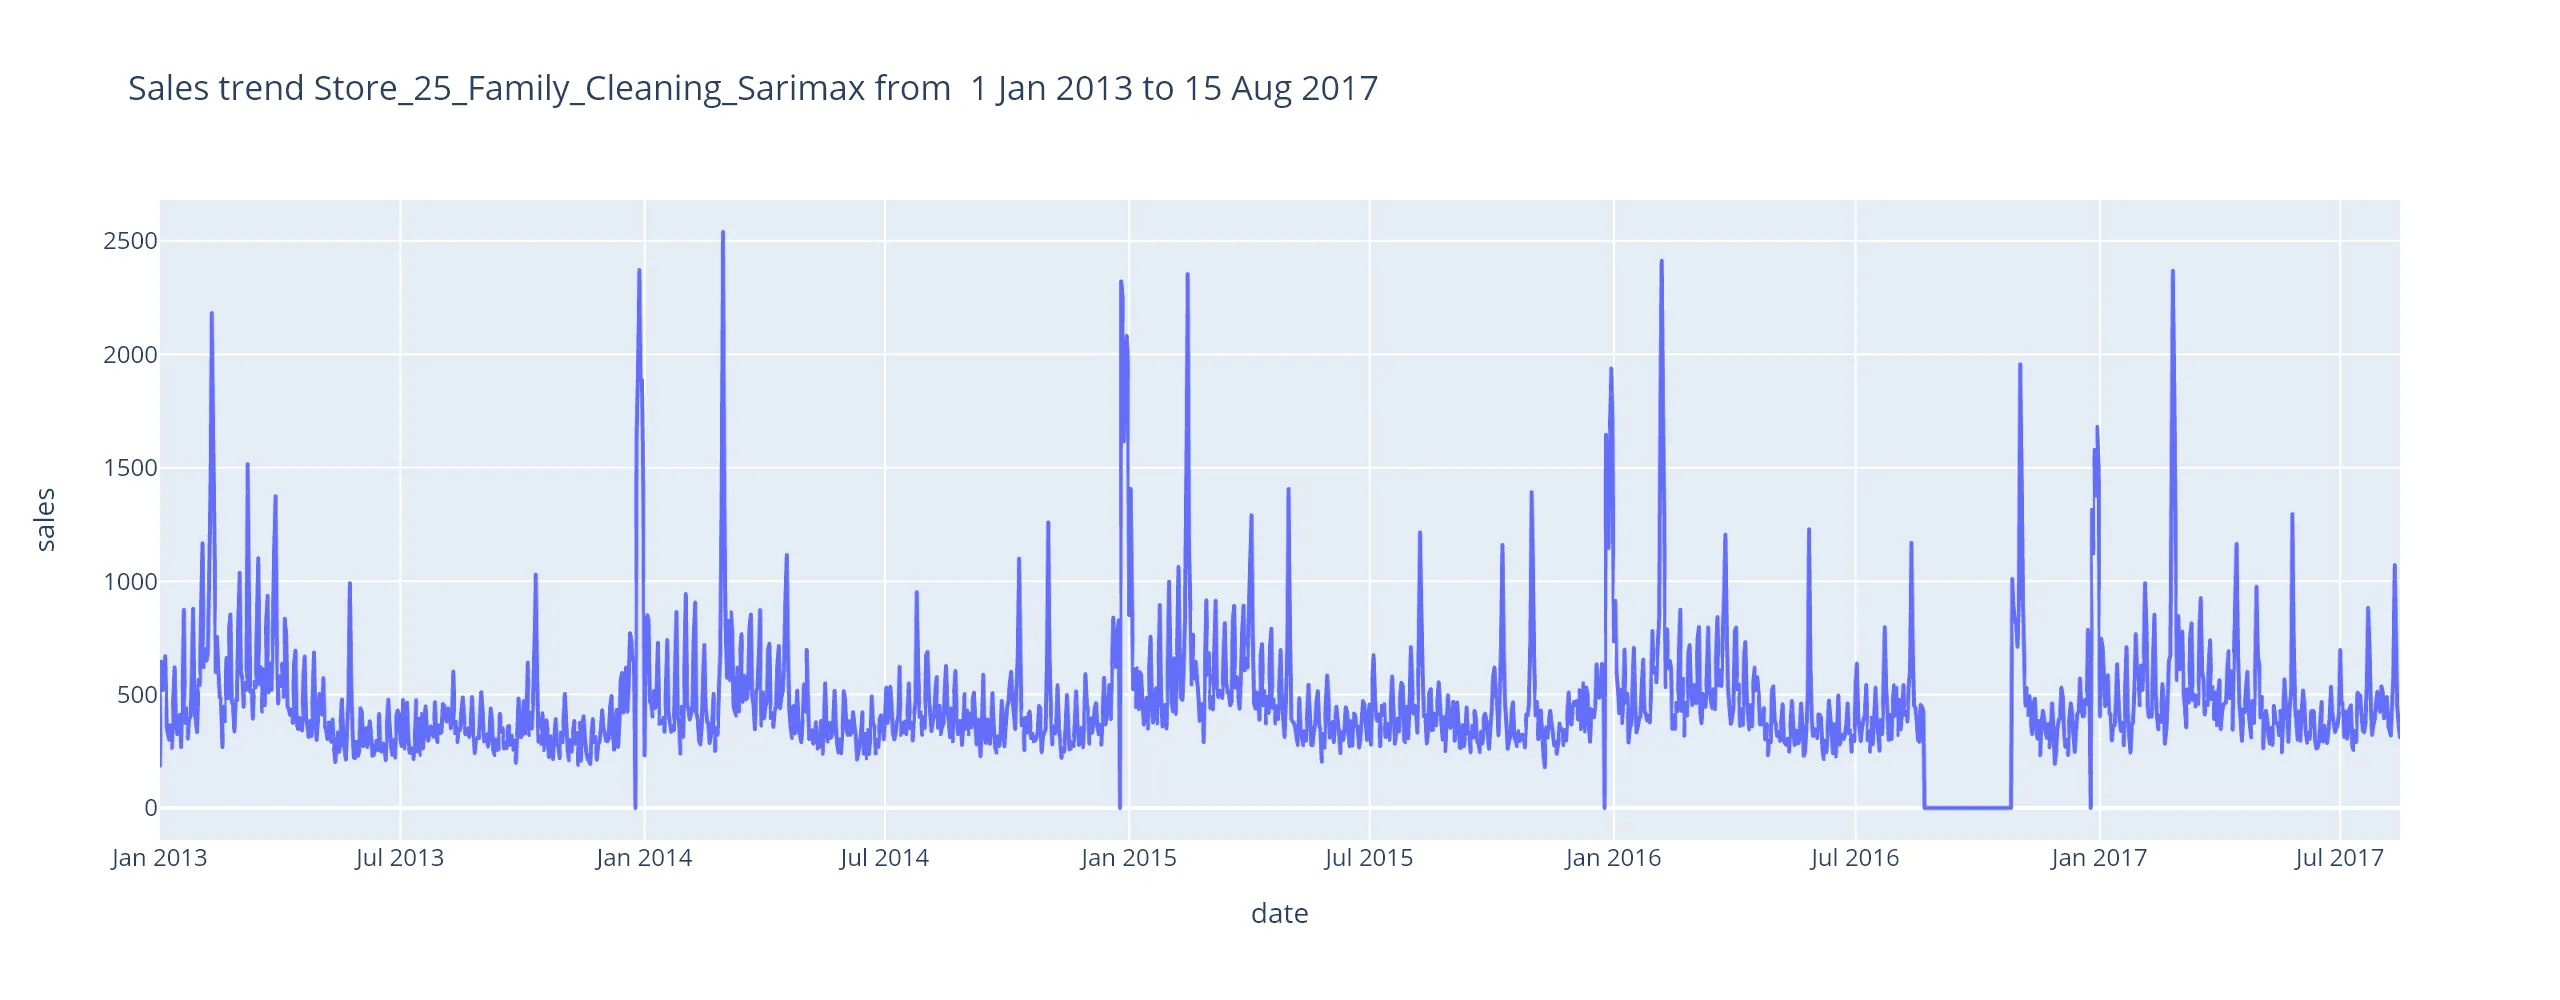 Sales trend Store_25_Family_Cleaning_Sarimax from  1 Jan 2013 to 15 Aug 2017
2500
2000
1500
1000
500
0
sales
Jan 2013 Jul 2013 Jan 2014 Jul 2014 Jan 2015 Jul 2015 Jan 2016 Jul 2016 Jan 2017 Jul 2017
date